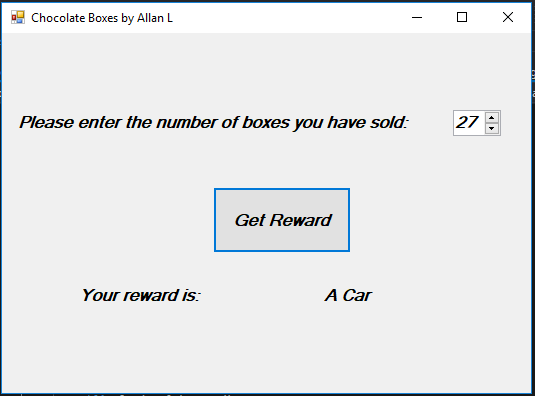 Chocolate Boxes by Allan L
Please enter the number of boxes you have sold: 27
Get Reward
Your reward is: A Car